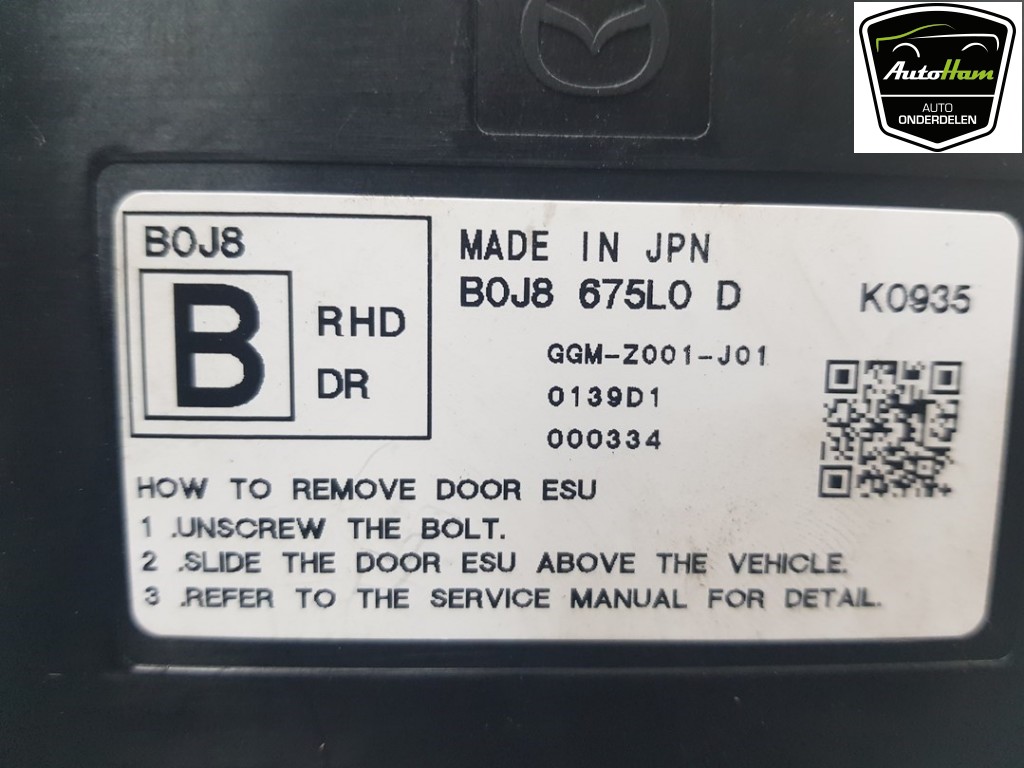 AutoHam
AUTO
ONDERDELEN
B0J8
B
RHD
DR
MADE IN JPN
B0J8 675L0 D
K0935
GGM-Z001-J01
0139D1
000334
HOW TO REMOVE DOOR ESU
1 .UNSCREW THE BOLT.
2 .SLIDE THE DOOR ESU ABOVE THE VEHICLE.
3 .REFER TO THE SERVICE MANUAL FOR DETAIL.